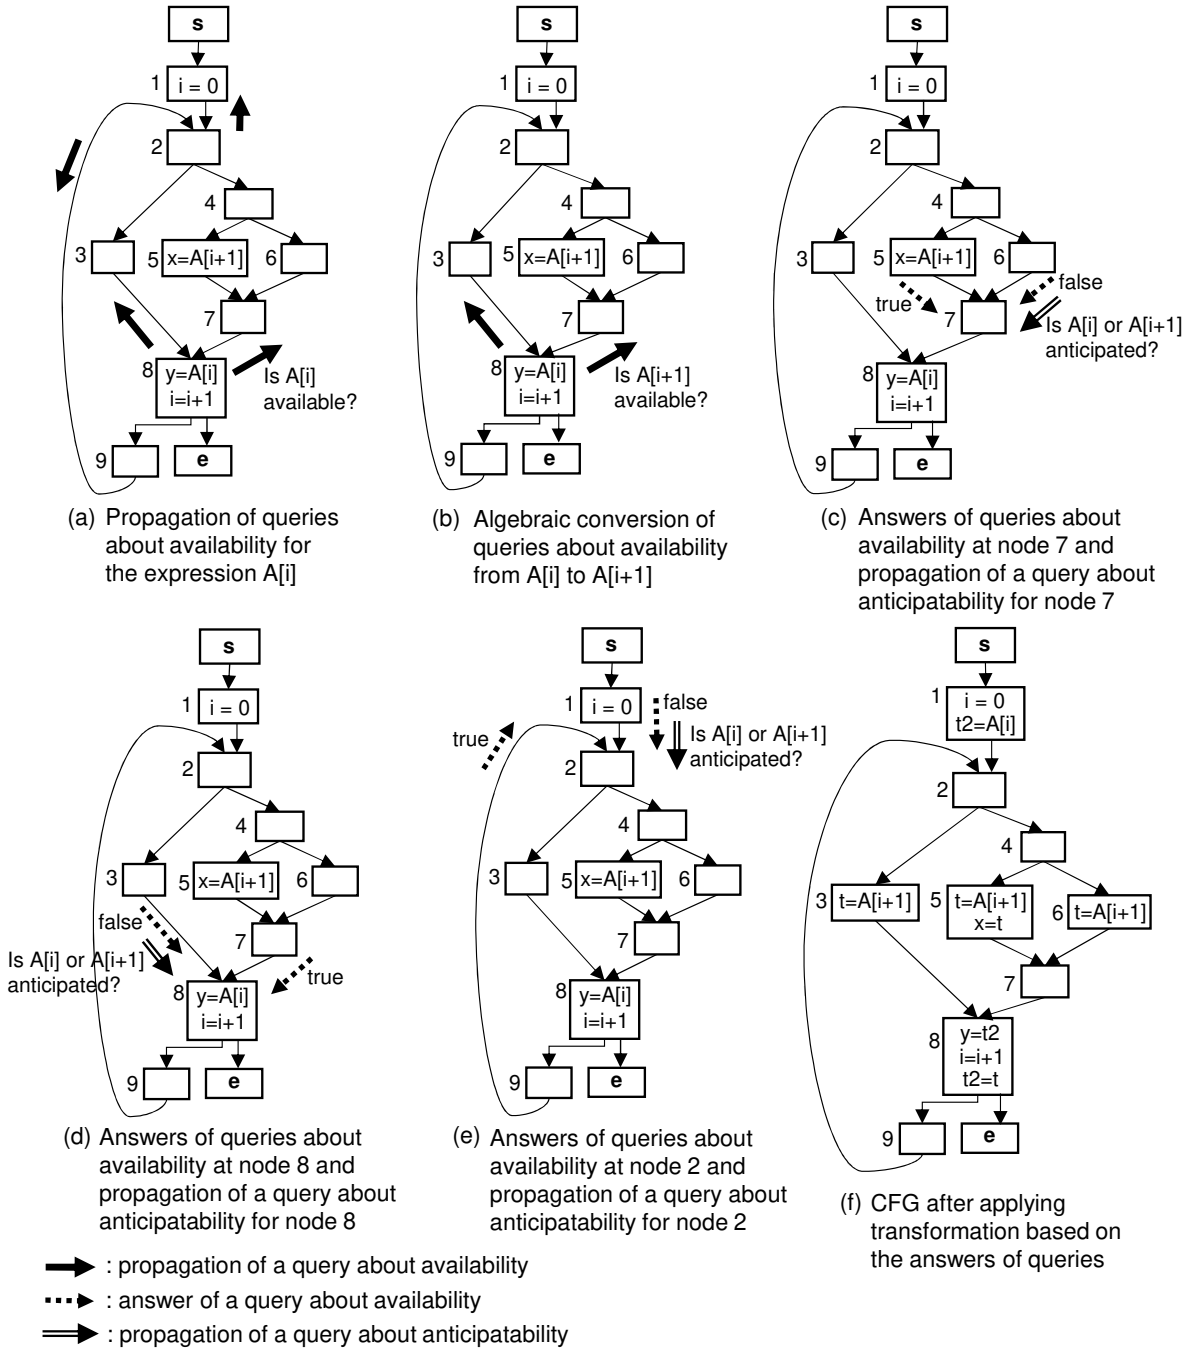 s
1 i = 0
2
4
3
5 x=A[i+1]
6
7
8 y=A[i]
i=i+1
Is A[i]
available?
9
e
(a) Propagation of queries
about availability for
the expression A[i]
s
1 i = 0
2
4
3
5 x=A[i+1]
6
7
8 y=A[i]
i=i+1
Is A[i+1]
available?
9
e
(b) Algebraic conversion of
queries about availability
from A[i] to A[i+1]
s
1 i = 0
2
4
3
5 x=A[i+1]
6
true
false
7
Is A[i] or A[i+1]
anticipated?
8 y=A[i]
i=i+1
9
e
(c) Answers of queries about
availability at node 7 and
propagation of a query about
anticipatability for node 7
s
1 i = 0
2
4
3
5 x=A[i+1]
6
false
7
Is A[i] or A[i+1]
anticipated?
true
8 y=A[i]
i=i+1
9
e
(d) Answers of queries about
availability at node 8 and
propagation of a query about
anticipatability for node 8
s
1 i = 0
false
true
Is A[i] or A[i+1]
anticipated?
2
4
3
5 x=A[i+1]
6
7
8 y=A[i]
i=i+1
9
e
(e) Answers of queries about
availability at node 2 and
propagation of a query about
anticipatability for node 2
s
1 i = 0
t2=A[i]
2
4
3 t=A[i+1]
5 t=A[i+1]
x=t
6 t=A[i+1]
7
8 y=t2
i=i+1
t2=t
9
e
(f) CFG after applying
transformation based on
the answers of queries
: propagation of a query about availability
: answer of a query about availability
: propagation of a query about anticipatability